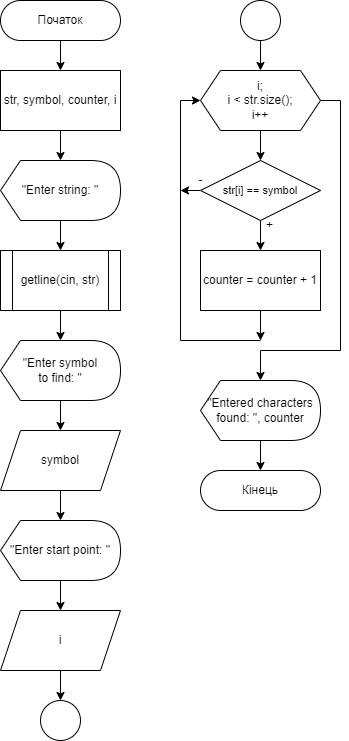 Початок
str, symbol, counter, i
"Enter string: "
getline(cin, str)
"Enter symbol
to find: "
symbol
"Enter start point: "
i
i;
i < str.size();
i++
-
str[i] == symbol
+
counter = counter + 1
"Entered characters
found: ", counter
Кінець